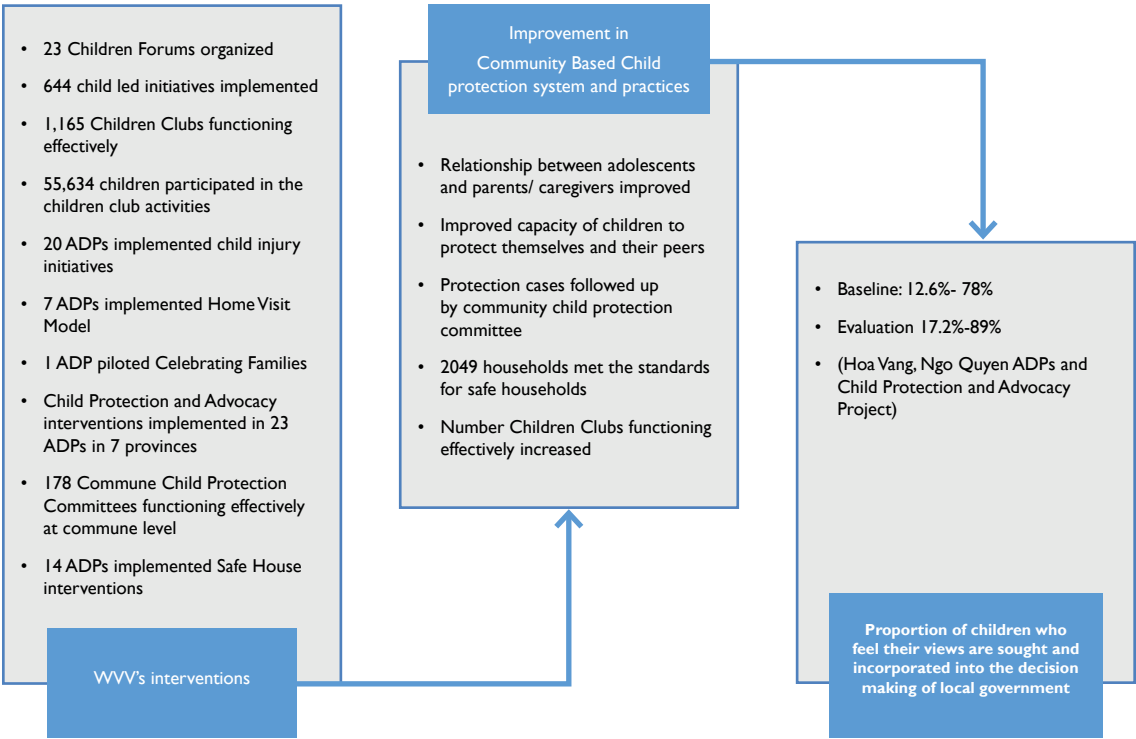 • 23 Children Forums organized
• 644 child led initiatives implemented
• 1,165 Children Clubs functioning
effectively
• 55,634 children participated in the
children club activities
• 20 ADPs implemented child injury
initiatives
• 7 ADPs implemented Home Visit
Model
• 1 ADP piloted Celebrating Families
• Child Protection and Advocacy
interventions implemented in 23
ADPs in 7 provinces
• 178 Commune Child Protection
Committees functioning effectively
at commune level
• 14 ADPs implemented Safe House
interventions
WVV's interventions
Improvement in
Community Based Child
protection system and practices
• Relationship between adolescents
and parents/ caregivers improved
• Improved capacity of children to
protect themselves and their peers
• Protection cases followed up
by community child protection
committee
• 2049 households met the standards
for safe households
• Number Children Clubs functioning
effectively increased
• Baseline: 12.6%- 78%
• Evaluation 17.2%-89%
• (Hoa Vang, Ngo Quyen ADPs and
Child Protection and Advocacy
Project)
Proportion of children who
feel their views are sought and
incorporated into the decision
making of local government